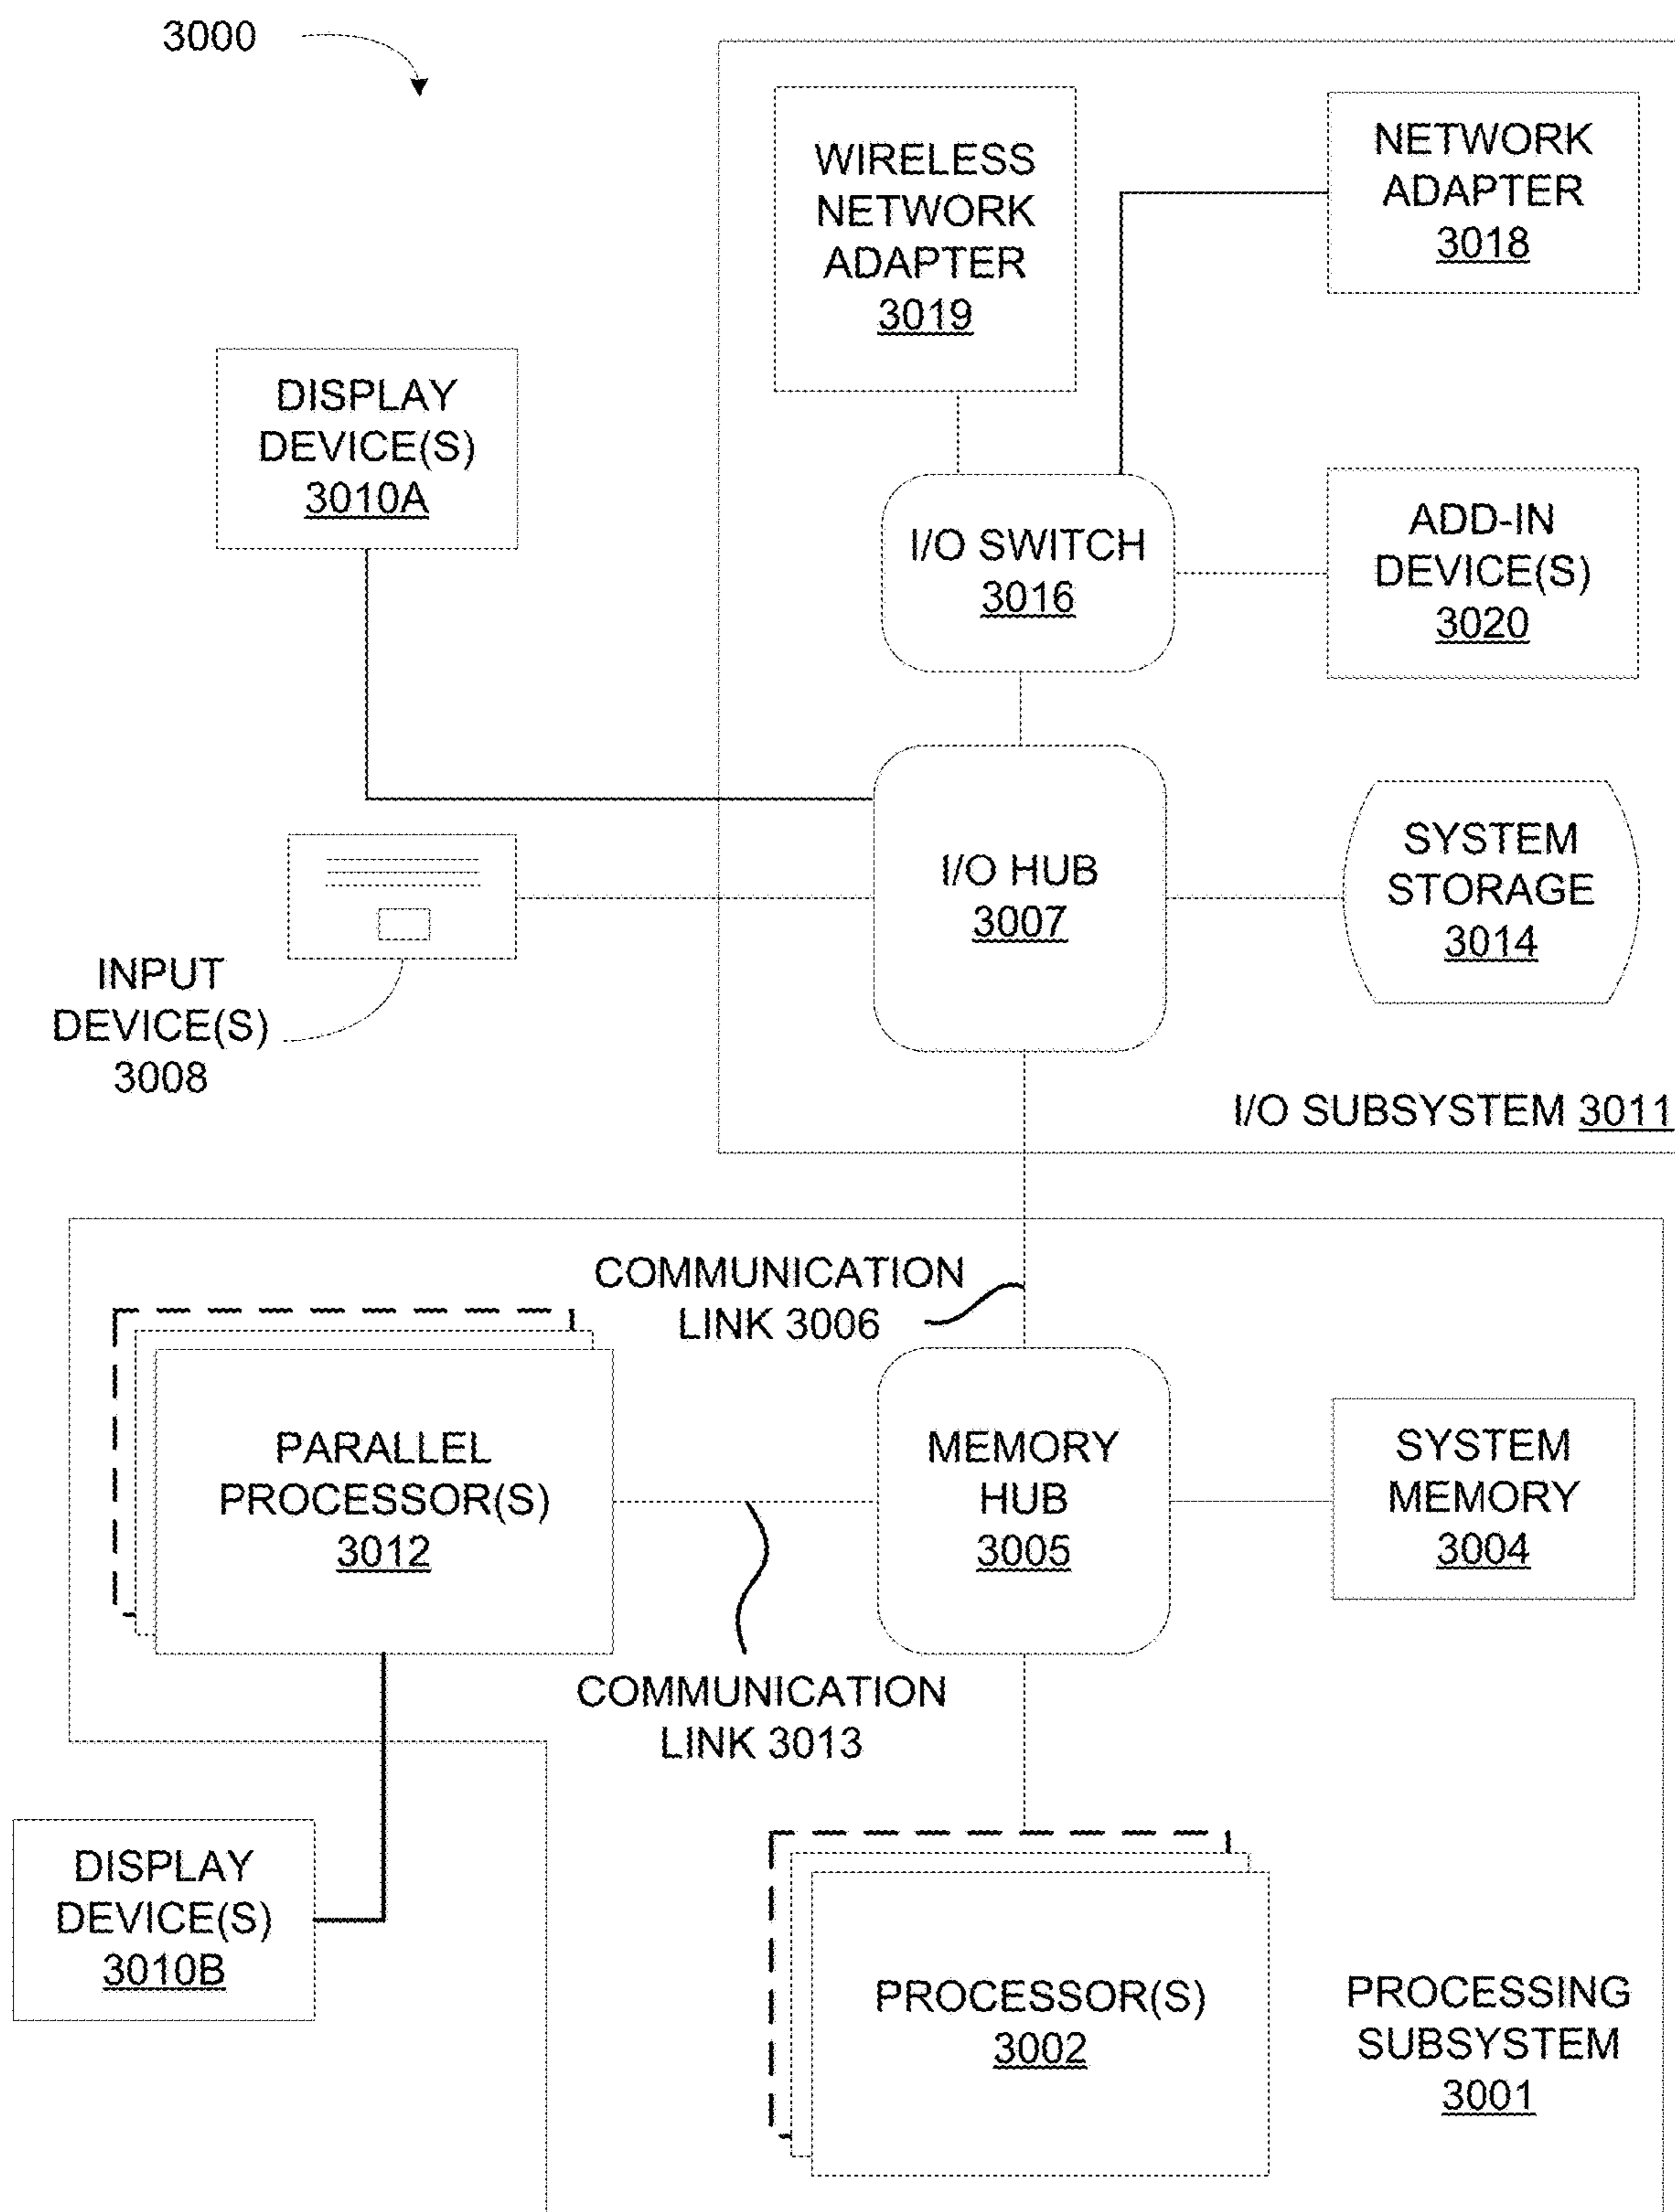 3000
WIRELESS
NETWORK
ADAPTER
3019
NETWORK
ADAPTER
3018
DISPLAY
DEVICE(S)
3010A
I/O SWITCH
3016
ADD-IN
DEVICE(S)
3020
I/O HUB
3007
SYSTEM
STORAGE
3014
INPUT
DEVICE(S)
3008
I/O SUBSYSTEM 3011
COMMUNICATION
LINK 3006
PARALLEL
PROCESSOR(S)
3012
MEMORY
HUB
3005
SYSTEM
MEMORY
3004
COMMUNICATION
LINK 3013
DISPLAY
DEVICE(S)
3010B
PROCESSOR(S)
3002
PROCESSING
SUBSYSTEM
3001